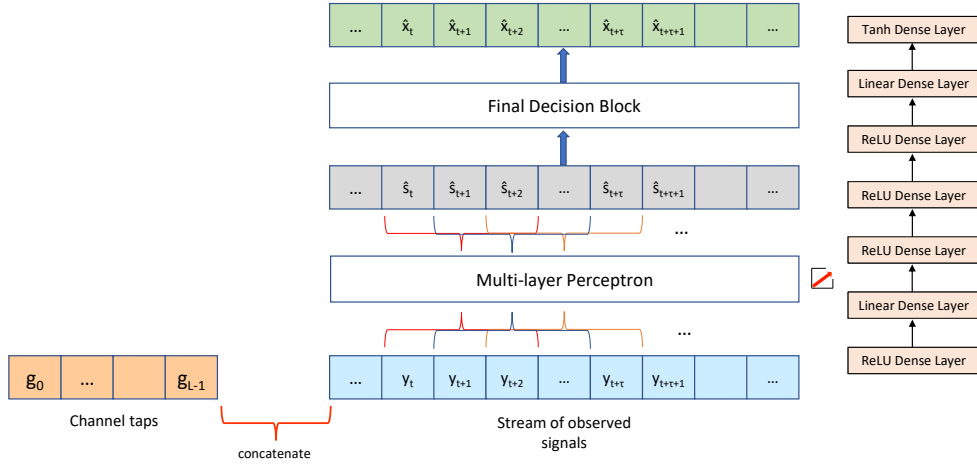 ... x̂t x̂t+1 x̂t+2 ... x̂t+τ x̂t+τ+1 ...
Final Decision Block
... ŝt ŝt+1 ŝt+2 ... ŝt+τ ŝt+τ+1 ...
...
Multi-layer Perceptron
...
... yt yt+1 yt+2 ... yt+τ yt+τ+1 ...
g0 ... gL-1
Channel taps
concatenate
Stream of observed
signals
Tanh Dense Layer
Linear Dense Layer
ReLU Dense Layer
ReLU Dense Layer
ReLU Dense Layer
Linear Dense Layer
ReLU Dense Layer